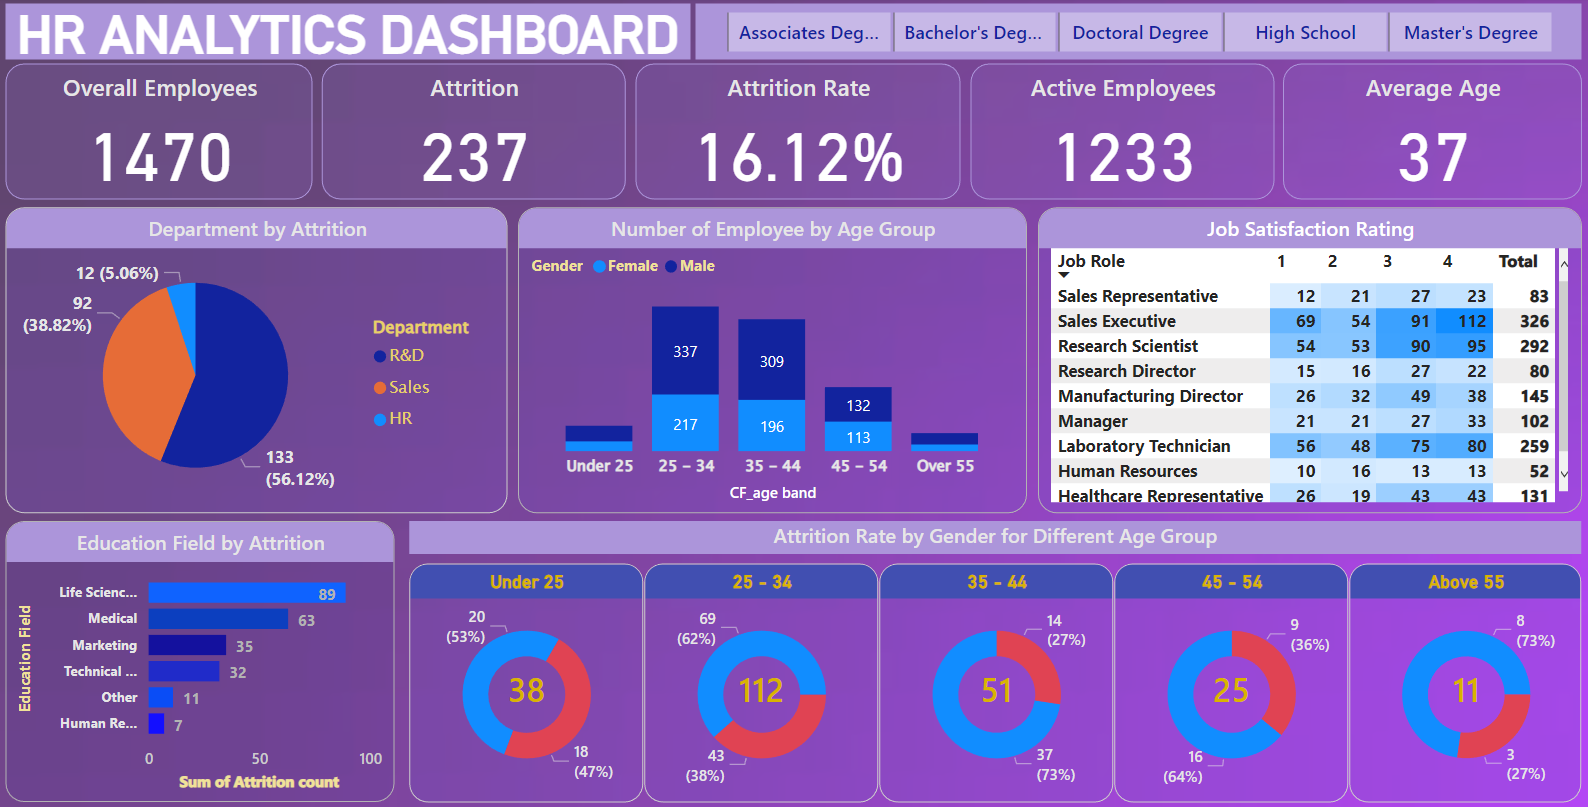 HR ANALYTICS DASHBOARD
Associates Deg...
Bachelor's Deg...
Doctoral Degree
High School
Master's Degree
Overall Employees
1470
Attrition
237
Attrition Rate
16.12%
Active Employees
1233
Average Age
37
Department by Attrition
12 (5.06%)
92
(38.82%)
133
(56.12%)
Department
R&D
Sales
HR
Number of Employee by Age Group
Gender Female Male
337 309 132
217 196 113
Under 25 25 – 34 35 – 44 45 – 54 Over 55
CF_age band
Job Satisfaction Rating
Job Role 1 2 3 4 Total
Sales Representative 12 21 27 23 83
Sales Executive 69 54 91 112 326
Research Scientist 54 53 90 95 292
Research Director 15 16 27 22 80
Manufacturing Director 26 32 49 38 145
Manager 21 21 27 33 102
Laboratory Technician 56 48 75 80 259
Human Resources 10 16 13 13 52
Healthcare Representative 26 19 43 43 131
Education Field by Attrition
Education Field
Life Scienc... 89
Medical 63
Marketing 35
Technical ... 32
Other 11
Human Re... 7
0 50 100
Sum of Attrition count
Attrition Rate by Gender for Different Age Group
Under 25
20
(53%)
38
18
(47%)
25 - 34
69
(62%)
112
43
(38%)
35 - 44
14
(27%)
51
37
(73%)
45 - 54
9
(36%)
25
16
(64%)
Above 55
8
(73%)
11
3
(27%)